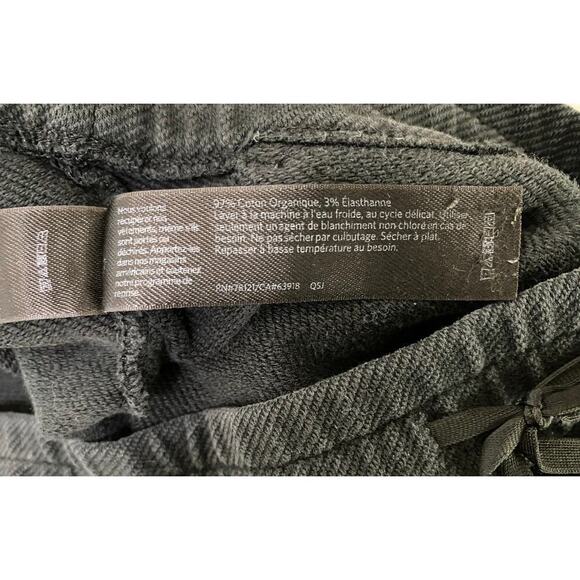 Nous voulons
récupérer nos
vêtements, même s'ils
sont portés ou
déchirés. Apportez-les
dans nos magasins
américains et soutenez
notre programme de
reprise.
97% Coton Organique, 3% Élasthanne
Laver à la machine à l'eau froide, au cycle délicat. Utiliser
seulement un agent de blanchiment non chloré en cas de
besoin. Ne pas sécher par culbutage. Sécher à plat.
Repasser à basse température au besoin.
RN#78121/CA#63918 QSJ